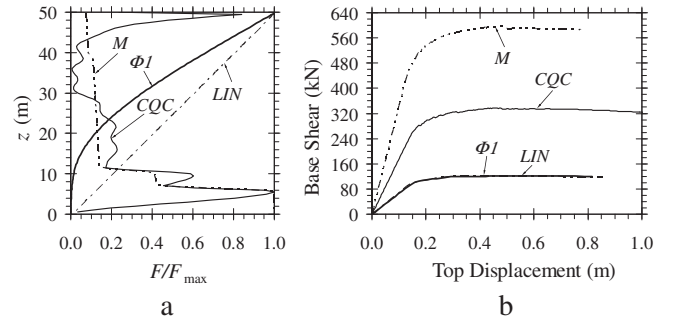 50
40
30
20
10
0
z (m)
0.0 0.2 0.4 0.6 0.8 1.0
F/Fmax
M
Φ1
CQC
LIN
a
640
560
480
400
320
240
160
80
0
Base Shear (kN)
0.0 0.2 0.4 0.6 0.8 1.0
Top Displacement (m)
M
CQC
Φ1
LIN
b